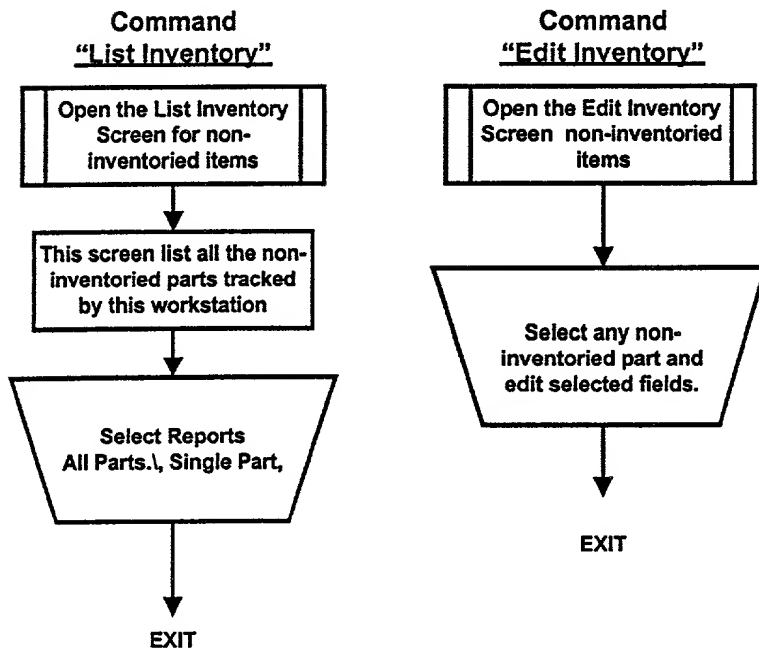 Command
“List Inventory”
Open the List Inventory
Screen for non-
inventoried items
This screen list all the non-
inventoried parts tracked
by this workstation
Select Reports
All Parts.\, Single Part,
EXIT
Command
“Edit Inventory”
Open the Edit Inventory
Screen non-inventoried
items
Select any non-
inventoried part and
edit selected fields.
EXIT